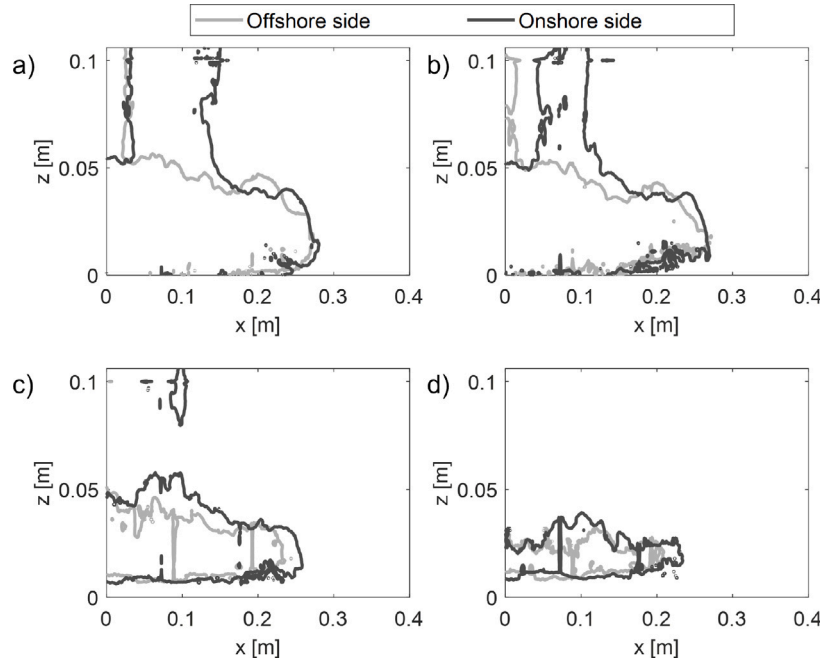 Offshore side Onshore side
a) b)
0.1 0.1
z [m] z [m]
0.05 0.05
0 0
0 0.1 0.2 0.3 0.4 0 0.1 0.2 0.3 0.4
x [m] x [m]
c) d)
0.1 0.1
z [m] z [m]
0.05 0.05
0 0
0 0.1 0.2 0.3 0.4 0 0.1 0.2 0.3 0.4
x [m] x [m]